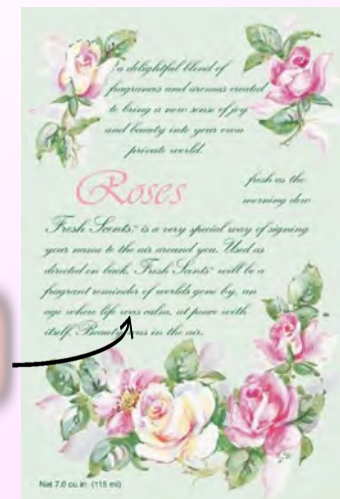 a delightful blend of
fragrances and aromas created
to bring a new sense of joy
and beauty into your own
private world.
Roses
fresh as the
morning dew
Fresh Scents™ is a very special way of signing
your name to the air around you. Used as
directed on back, Fresh Scents™ will be a
fragrant reminder of worlds gone by, an
age where life was calm, at peace with
itself. Beauty was in the air.
Net 7.0 cu.in (115 ml)